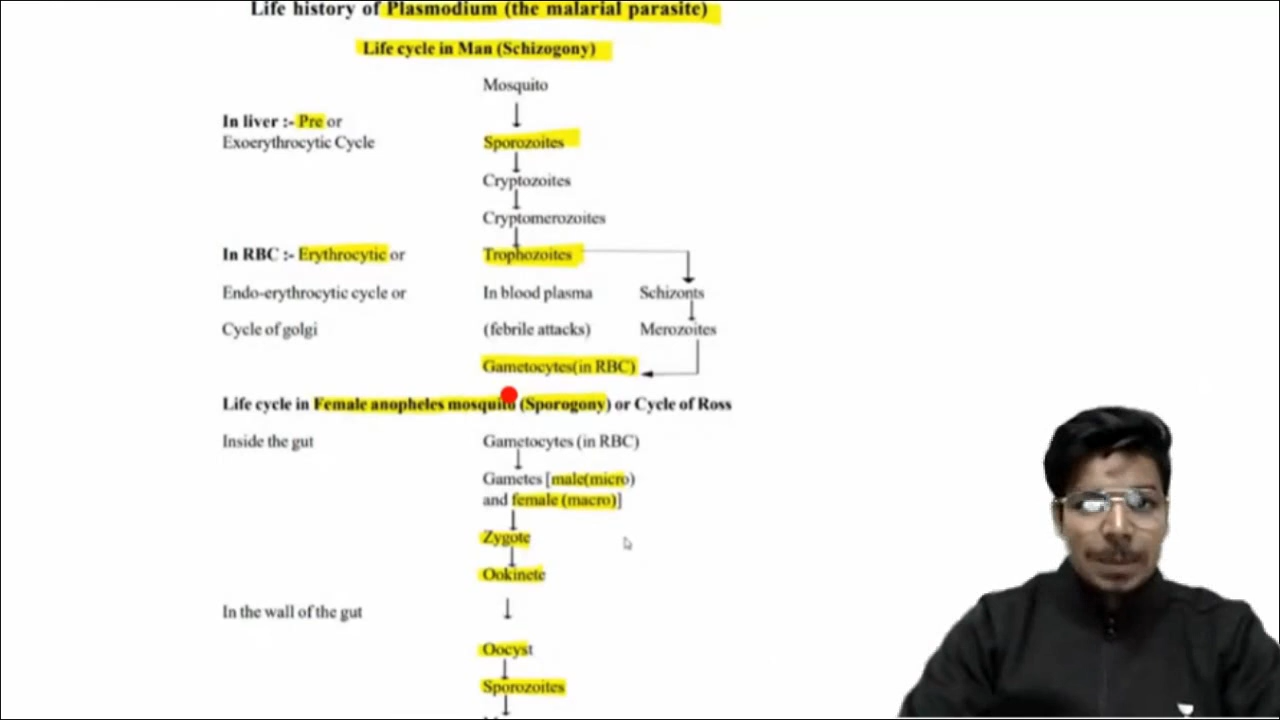 Life history of Plasmodium (the malarial parasite)
Life cycle in Man (Schizogony)
Mosquito
In liver :- Pre or
Exoerythrocytic Cycle
Sporozoites
Cryptozoites
Cryptomerozoites
In RBC :- Erythrocytic or
Trophozoites
Endo-erythrocytic cycle or
In blood plasma
Schizonts
Cycle of golgi
(febrile attacks)
Merozoites
Gametocytes(in RBC)
Life cycle in Female anopheles mosquito (Sporogony) or Cycle of Ross
Inside the gut
Gametocytes (in RBC)
Gametes [male(micro)
and female (macro)]
Zygote
Ookinete
In the wall of the gut
Oocyst
Sporozoites